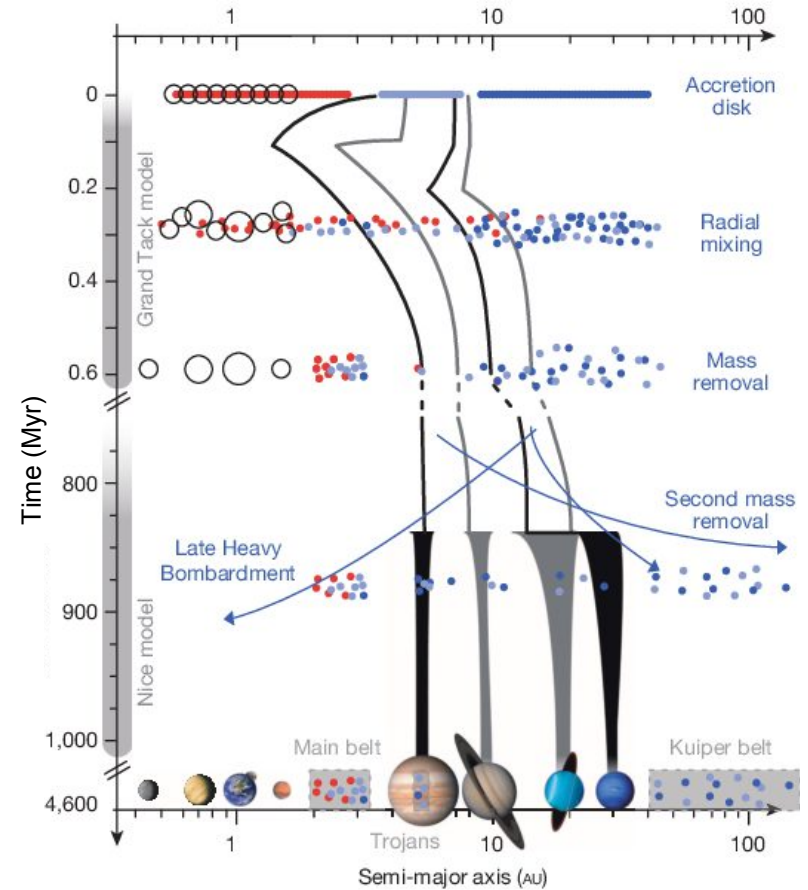 1 10 100
0
Accretion
disk
0.2
Radial
mixing
0.4
Grand Tack model
0.6
Mass
removal
Time (Myr)
800
Second mass
removal
Late Heavy
Bombardment
900
Nice model
1,000
Main belt
Kuiper belt
4,600
Trojans
1 10 100
Semi-major axis (AU)